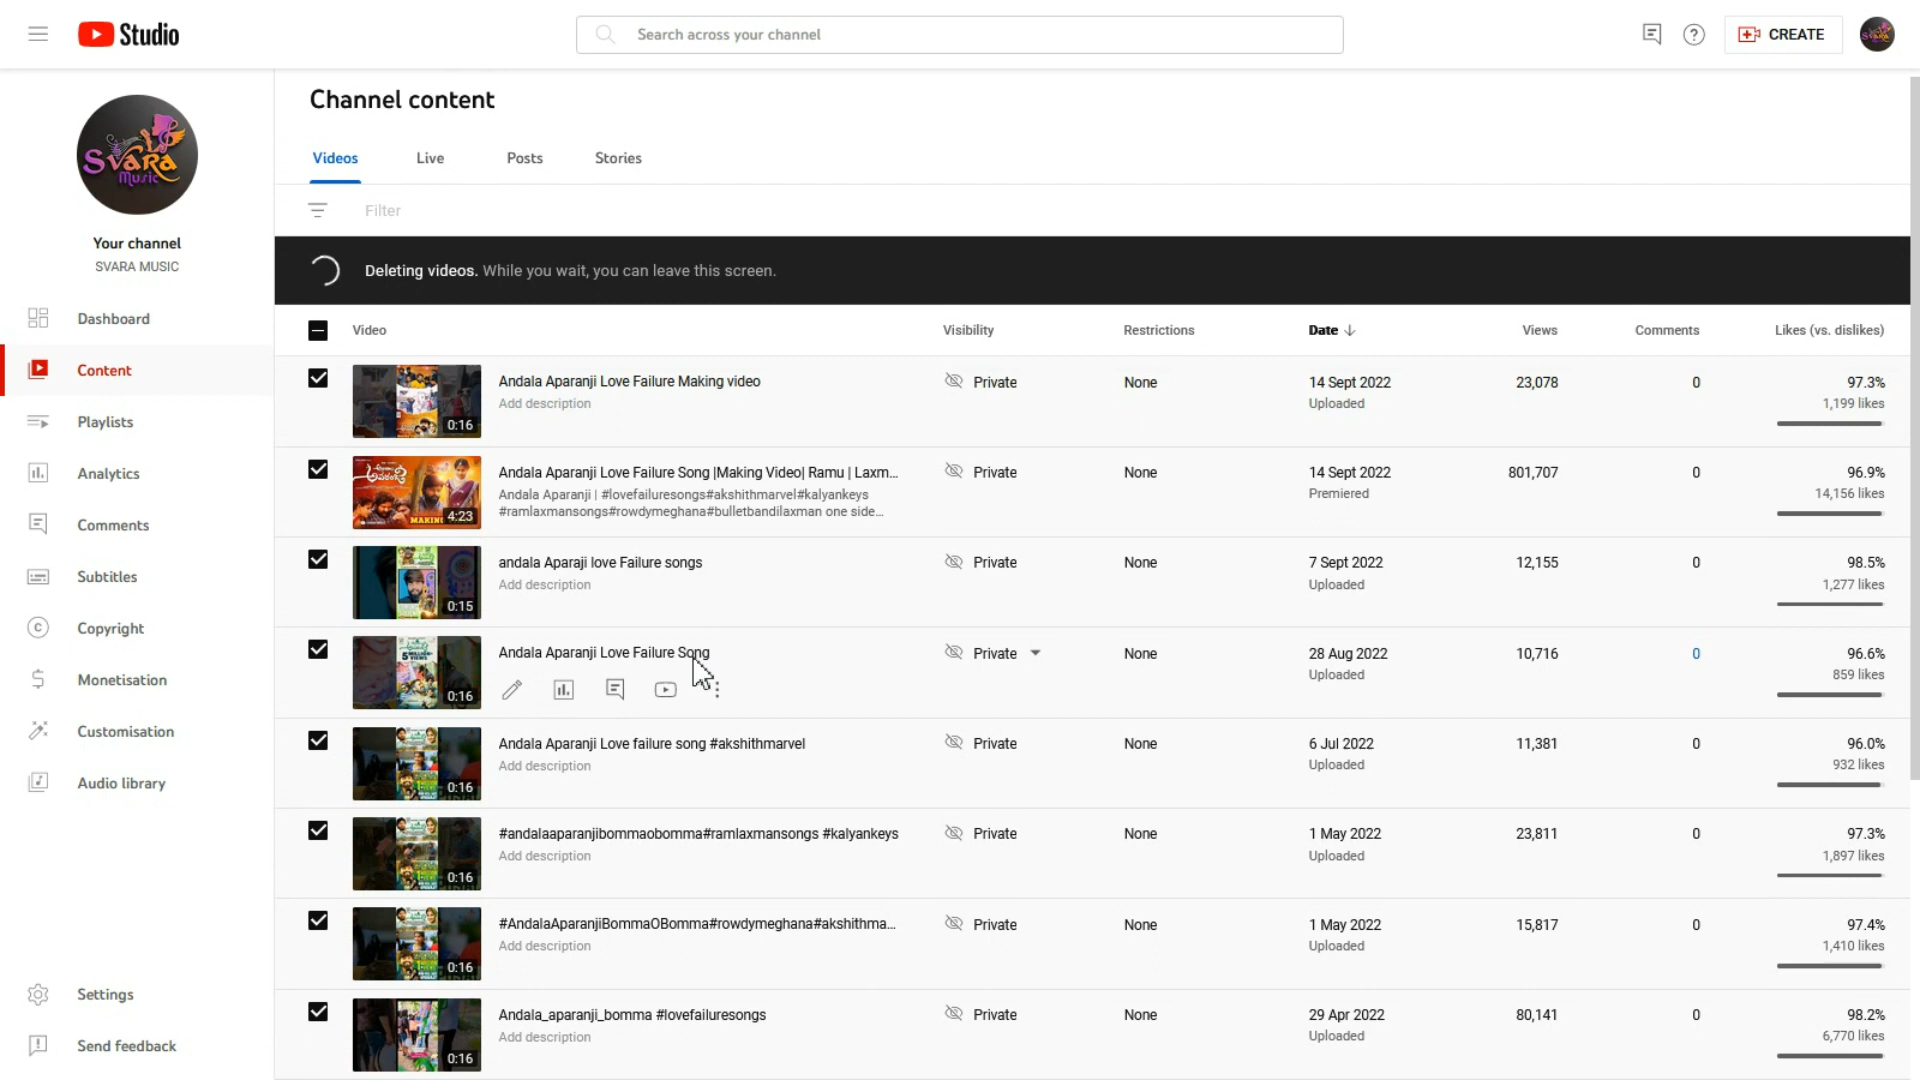 Studio
Search across your channel
CREATE
SVARA
Music
Your channel
SVARA MUSIC
Dashboard
Content
Playlists
Analytics
Comments
Subtitles
Copyright
Monetisation
Customisation
Audio library
Settings
Send feedback
Channel content
Videos Live Posts Stories
Filter
Deleting videos. While you wait, you can leave this screen.
Video Visibility Restrictions Date Views Comments Likes (vs. dislikes)
Andala Aparanji Love Failure Making video Private None 14 Sept 2022 23,078 0 97.3%
Add description Uploaded 1,199 likes
0:16
Andala Aparanji Love Failure Song |Making Video| Ramu | Laxm... Private None 14 Sept 2022 801,707 0 96.9%
Andala Aparanji | #lovefailuresongs#akshithmarvel#kalyankeys Premiered 14,156 likes
#ramlaxmansongs#rowdymeghana#bulletbandilaxman one side...
MAKING 4:23
andala Aparaji love Failure songs Private None 7 Sept 2022 12,155 0 98.5%
Add description Uploaded 1,277 likes
0:15
Andala Aparanji Love Failure Song Private None 28 Aug 2022 10,716 0 96.6%
Uploaded 859 likes
0:16
Andala Aparanji Love failure song #akshithmarvel Private None 6 Jul 2022 11,381 0 96.0%
Add description Uploaded 932 likes
0:16
#andalaaparanjibommaobomma#ramlaxmansongs #kalyankeys Private None 1 May 2022 23,811 0 97.3%
Add description Uploaded 1,897 likes
0:16
#AndalaAparanjiBommaOBomma#rowdymeghana#akshithma... Private None 1 May 2022 15,817 0 97.4%
Add description Uploaded 1,410 likes
0:16
Andala_aparanji_bomma #lovefailuresongs Private None 29 Apr 2022 80,141 0 98.2%
Add description Uploaded 6,770 likes
0:16